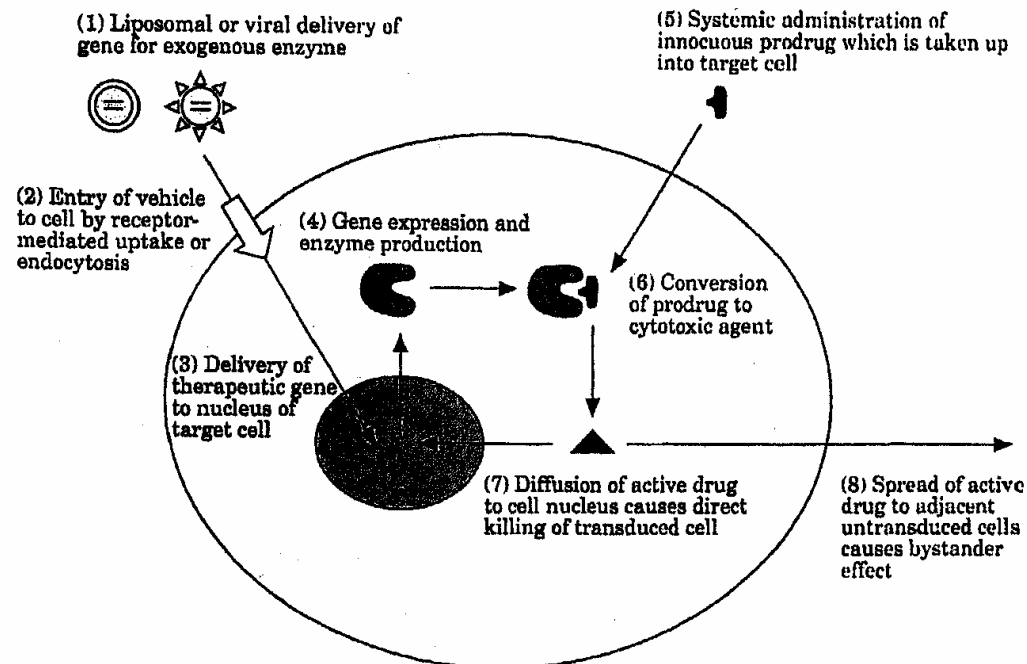 (1) Liposomal or viral delivery of
gene for exogenous enzyme
(5) Systemic administration of
innocuous prodrug which is taken up
into target cell
(2) Entry of vehicle
to cell by receptor-
mediated uptake or
endocytosis
(4) Gene expression and
enzyme production
(6) Conversion
of prodrug to
cytotoxic agent
(3) Delivery of
therapeutic gene
to nucleus of
target cell
(7) Diffusion of active drug
to cell nucleus causes direct
killing of transduced cell
(8) Spread of active
drug to adjacent
untransduced cells
causes bystander
effect